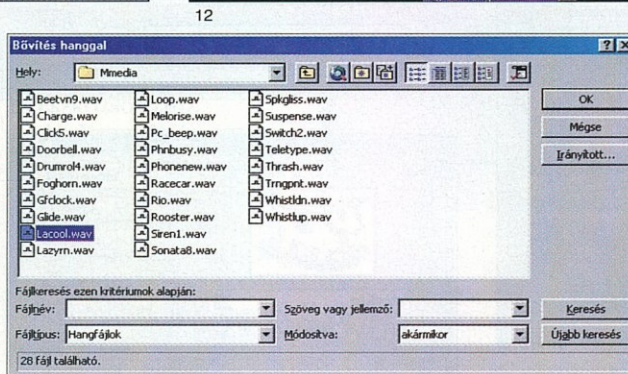 12
Bővítés hanggal
Hely: Mmedia
Beetvn9.wav
Charge.wav
Click5.wav
Doorbell.wav
Drumrol4.wav
Foghorn.wav
Gfclock.wav
Glide.wav
Lacool.wav
Lazyrn.wav
Loop.wav
Melorise.wav
Pc_beep.wav
Phnbusy.wav
Phonenew.wav
Racecar.wav
Rio.wav
Rooster.wav
Siren1.wav
Sonata8.wav
Spkgliss.wav
Suspense.wav
Switch2.wav
Teletype.wav
Thrash.wav
Trngpnt.wav
Whistldn.wav
Whistlup.wav
OK
Mégse
Irányított...
Fájlkeresés ezen kritériumok alapján:
Fájlnév: Szöveg vagy jellemző: Keresés
Fájltípus: Hangfájlok Módosítva: akármikor Újabb keresés
28 fájl található.